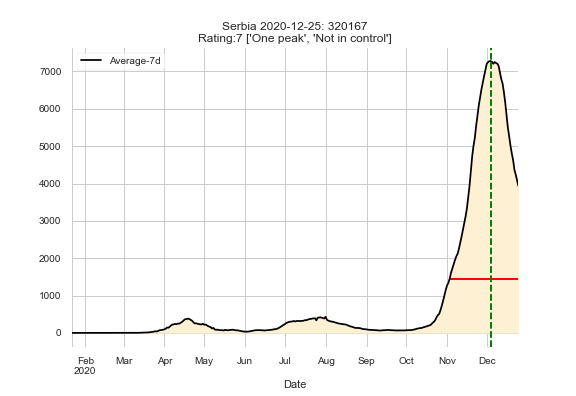 Serbia 2020-12-25: 320167
Rating:7 ['One peak', 'Not in control']
Average-7d
7000
6000
5000
4000
3000
2000
1000
0
Feb Mar Apr May Jun Jul Aug Sep Oct Nov Dec
2020
Date